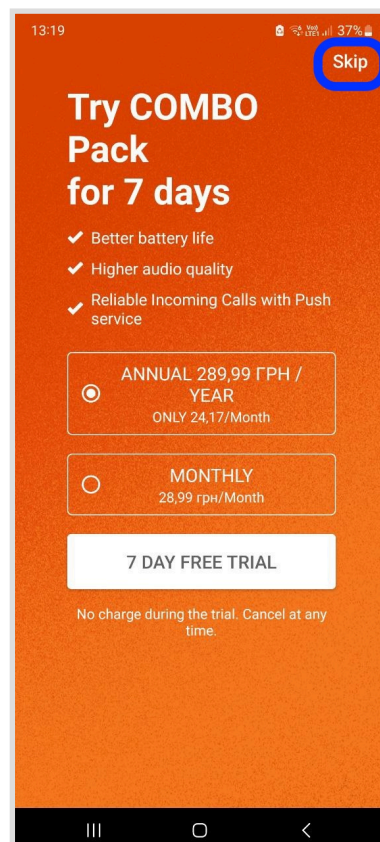 13:19
37%
Skip
Try COMBO
Pack
for 7 days
Better battery life
Higher audio quality
Reliable Incoming Calls with Push
service
ANNUAL 289,99 ГРН /
YEAR
ONLY 24,17/Month
MONTHLY
28,99 грн/Month
7 DAY FREE TRIAL
No charge during the trial. Cancel at any
time.